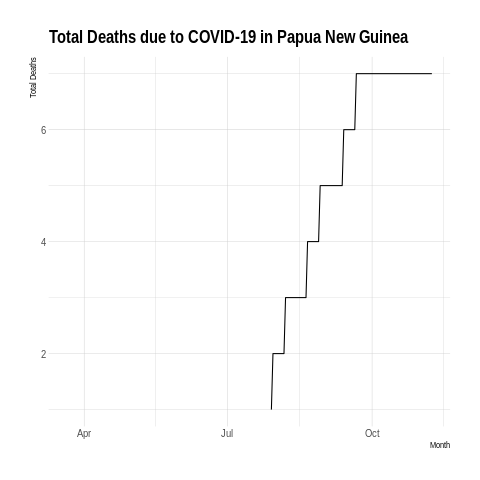 Total Deaths due to COVID-19 in Papua New Guinea
Total Deaths
6
4
2
Apr Jul Oct
Month